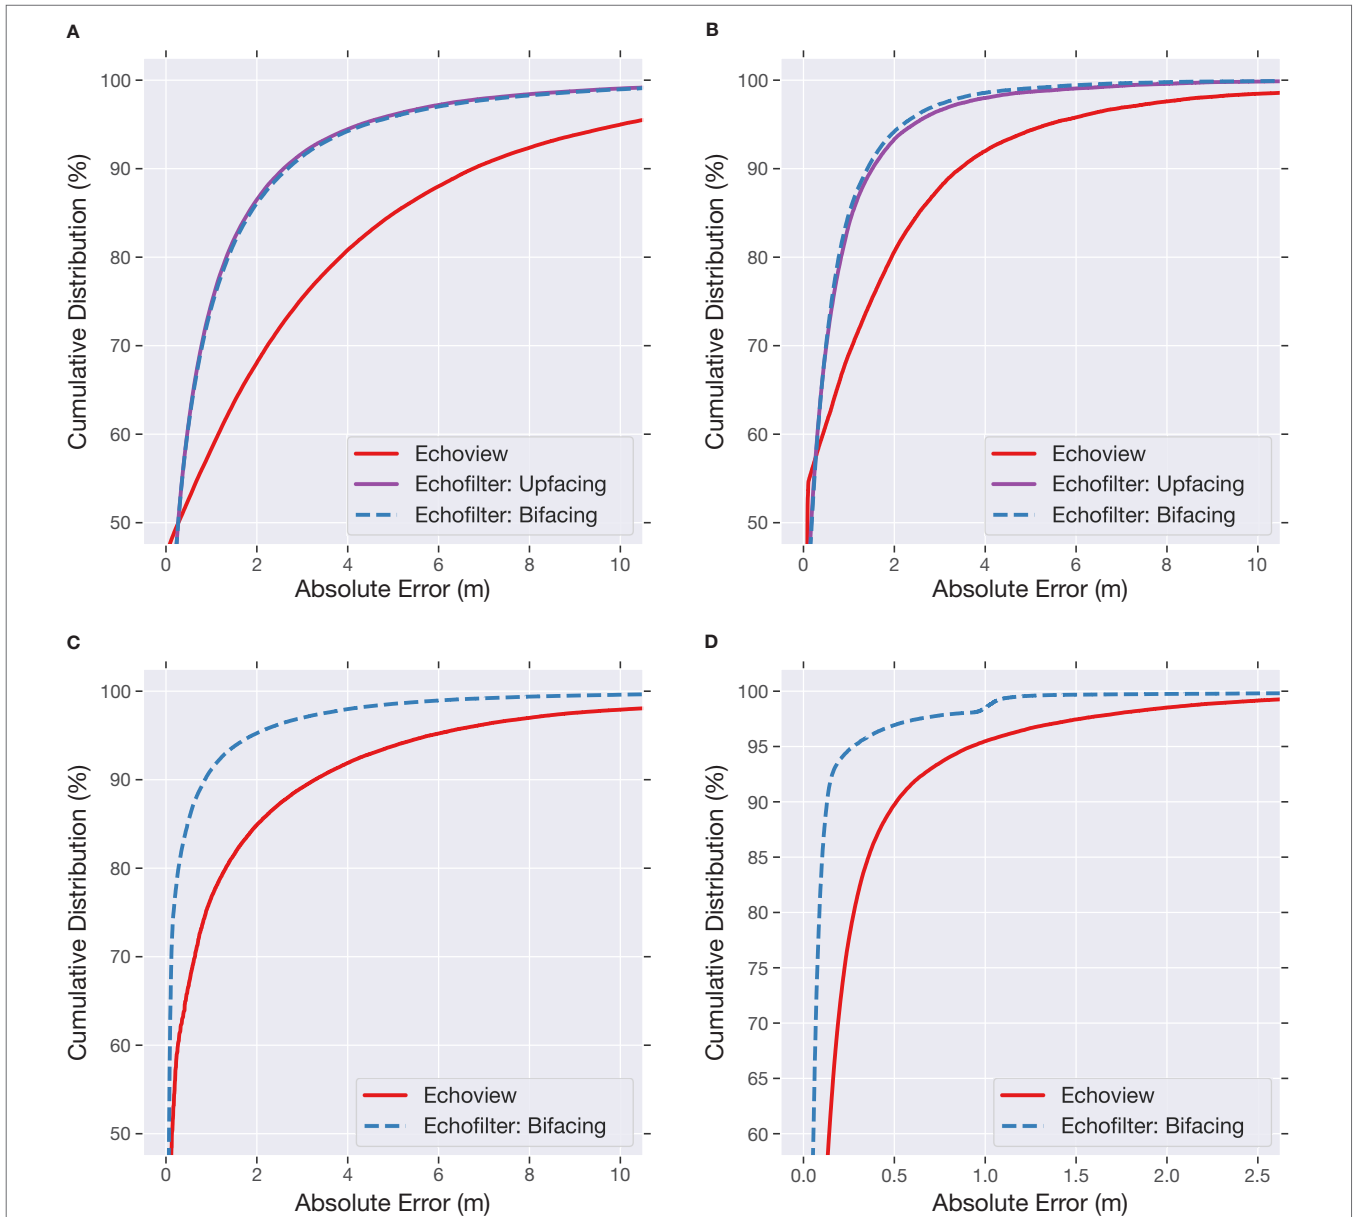 A
100
90
80
70
60
50
Cumulative Distribution (%)
Echoview
Echofilter: Upfacing
Echofilter: Bifacing
0 2 4 6 8 10
Absolute Error (m)
B
100
90
80
70
60
50
Cumulative Distribution (%)
Echoview
Echofilter: Upfacing
Echofilter: Bifacing
0 2 4 6 8 10
Absolute Error (m)
C
100
90
80
70
60
50
Cumulative Distribution (%)
Echoview
Echofilter: Bifacing
0 2 4 6 8 10
Absolute Error (m)
D
100
95
90
85
80
75
70
65
60
Cumulative Distribution (%)
Echoview
Echofilter: Bifacing
0.0 0.5 1.0 1.5 2.0 2.5
Absolute Error (m)